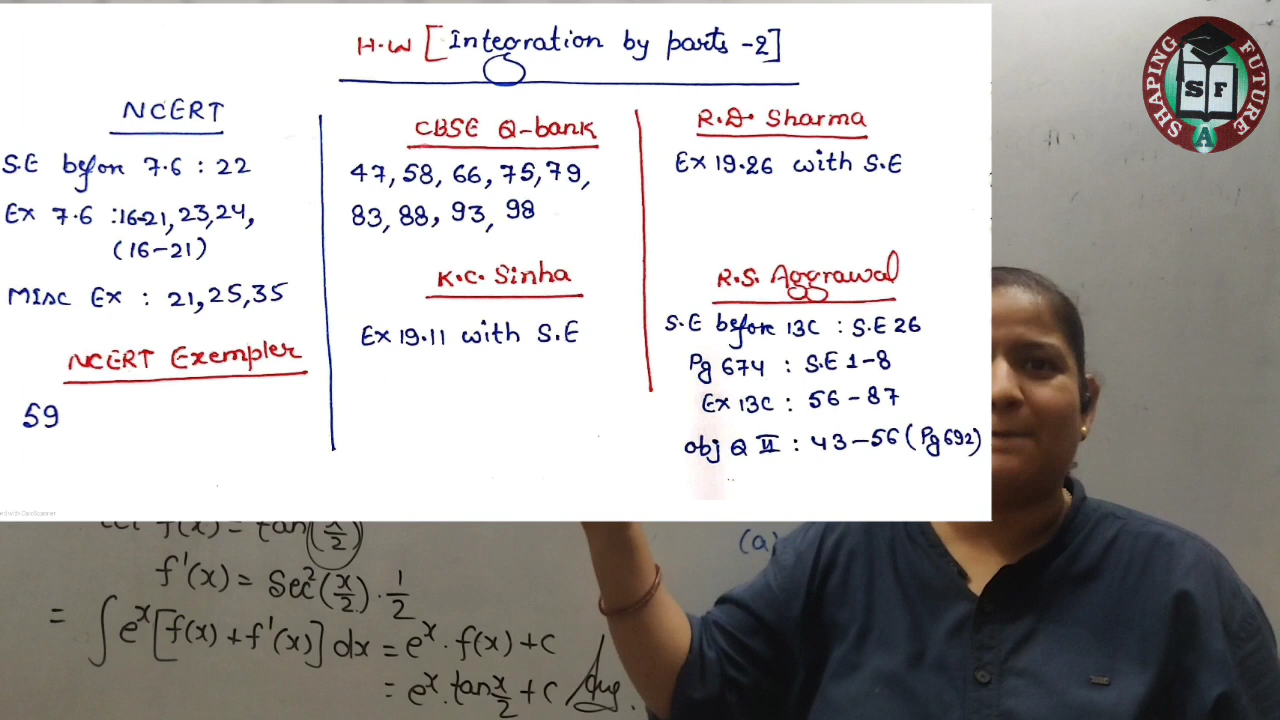 H.W [Integration by parts -2]
NCERT
S.E before 7.6 : 22
Ex 7.6 : 16-21, 23, 24,
(16-21)
Misc Ex : 21, 25, 35
NCERT Exempler
59
CBSE Q-bank
47, 58, 66, 75, 79,
83, 88, 93, 98
K.C. Sinha
Ex 19.11 with S.E
R.D. Sharma
Ex 19.26 with S.E
R.S. Aggrawal
S.E before 13C : S.E 26
Pg 674 : S.E 1-8
Ex 13C : 56 - 87
obj Q II : 43-56 (Pg 692)
SHAPING FUTURE
S F
A
f(x) = tan(x/2)
f'(x) = sec²(x/2) · 1/2
= ∫ eˣ [f(x) + f'(x)] dx = eˣ · f(x) + c
= eˣ · tan x/2 + c Ans.
(a)